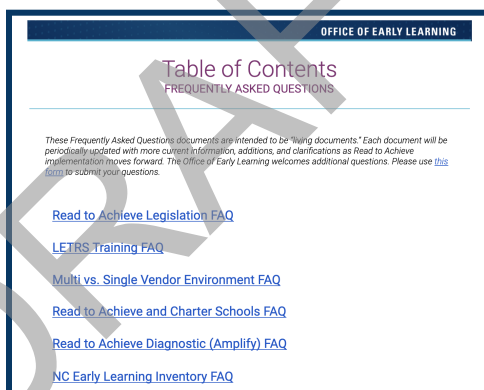 OFFICE OF EARLY LEARNING
Table of Contents
FREQUENTLY ASKED QUESTIONS
These Frequently Asked Questions documents are intended to be "living documents." Each document will be
periodically updated with more current information, additions, and clarifications as Read to Achieve
implementation moves forward. The Office of Early Learning welcomes additional questions. Please use this
form to submit your questions.
Read to Achieve Legislation FAQ
LETRS Training FAQ
Multi vs. Single Vendor Environment FAQ
Read to Achieve and Charter Schools FAQ
Read to Achieve Diagnostic (Amplify) FAQ
NC Early Learning Inventory FAQ
DRAF